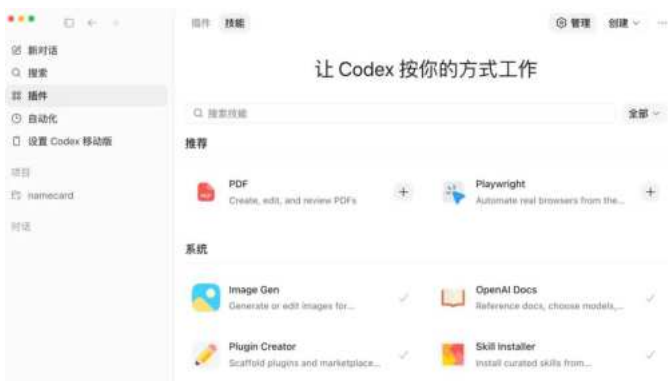 新对话
搜索
插件
自动化
设置 Codex 移动版
项目
namecard
对话
插件 技能
管理 创建
让 Codex 按你的方式工作
搜索技能
全部
推荐
PDF
Create, edit, and review PDFs
Playwright
Automate real browsers from the...
系统
Image Gen
Generate or edit images for...
OpenAI Docs
Reference docs, choose models,...
Plugin Creator
Scaffold plugins and marketplace...
Skill Installer
Install curated skills from...